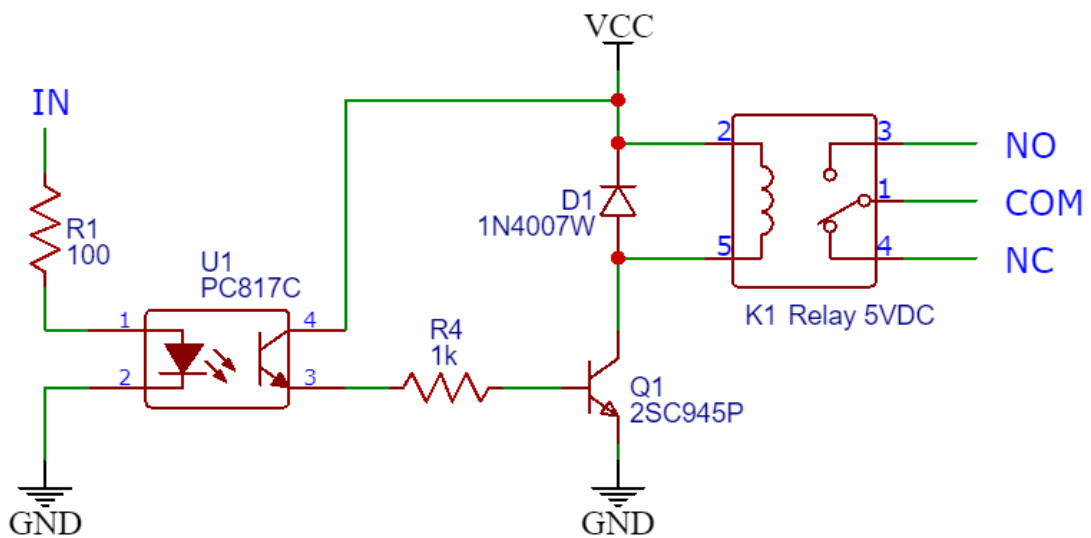 VCC
IN
2
3
NO
D1
1N4007W
1
COM
R1
100
5
4
NC
U1
PC817C
K1 Relay 5VDC
1
4
R4
1k
2
3
Q1
2SC945P
GND
GND